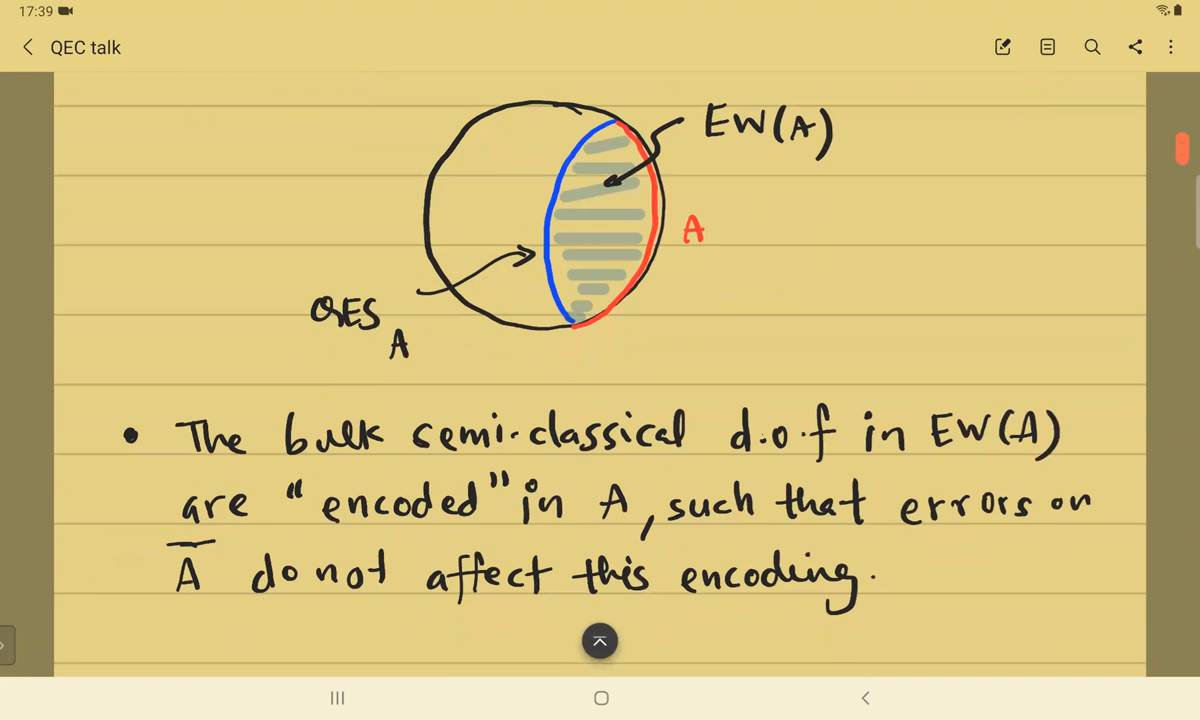 17:39
QEC talk
EW(A)
A
QES A
• The bulk semi-classical d.o.f in EW(A)
are "encoded" in A, such that errors on
A̅ do not affect this encoding.